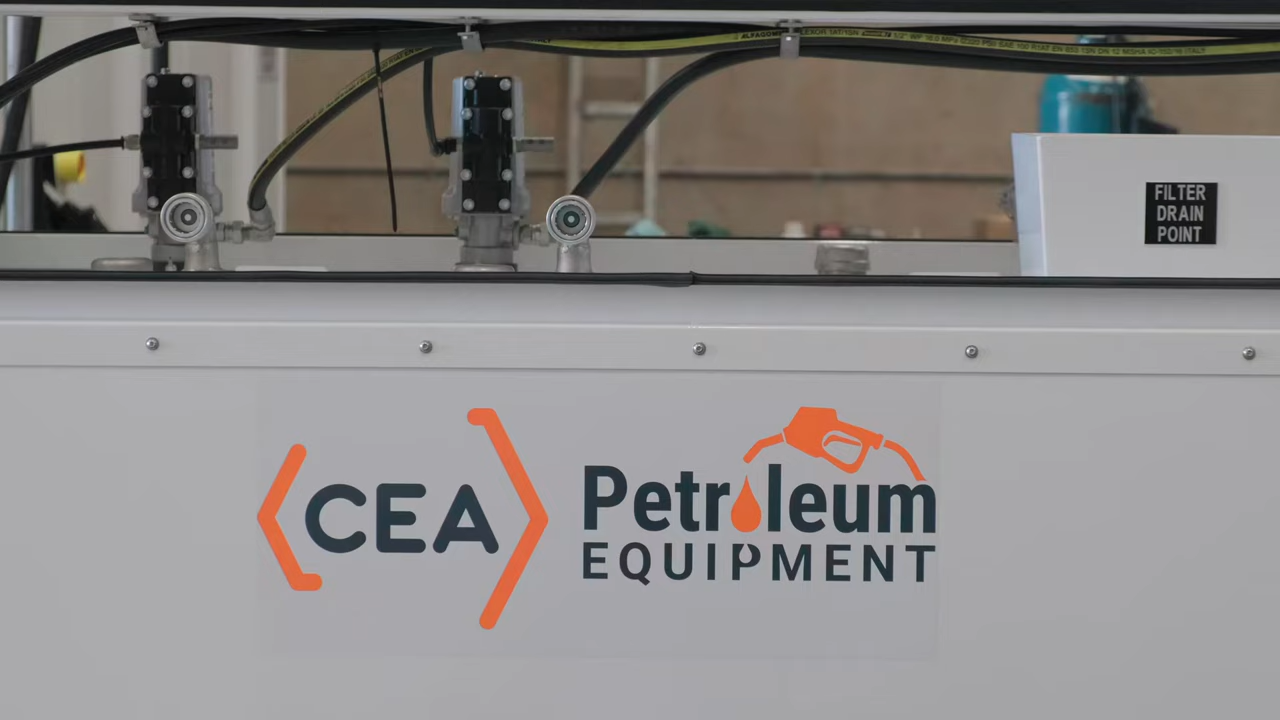 FILTER
DRAIN
POINT
CEA
Petroleum
EQUIPMENT